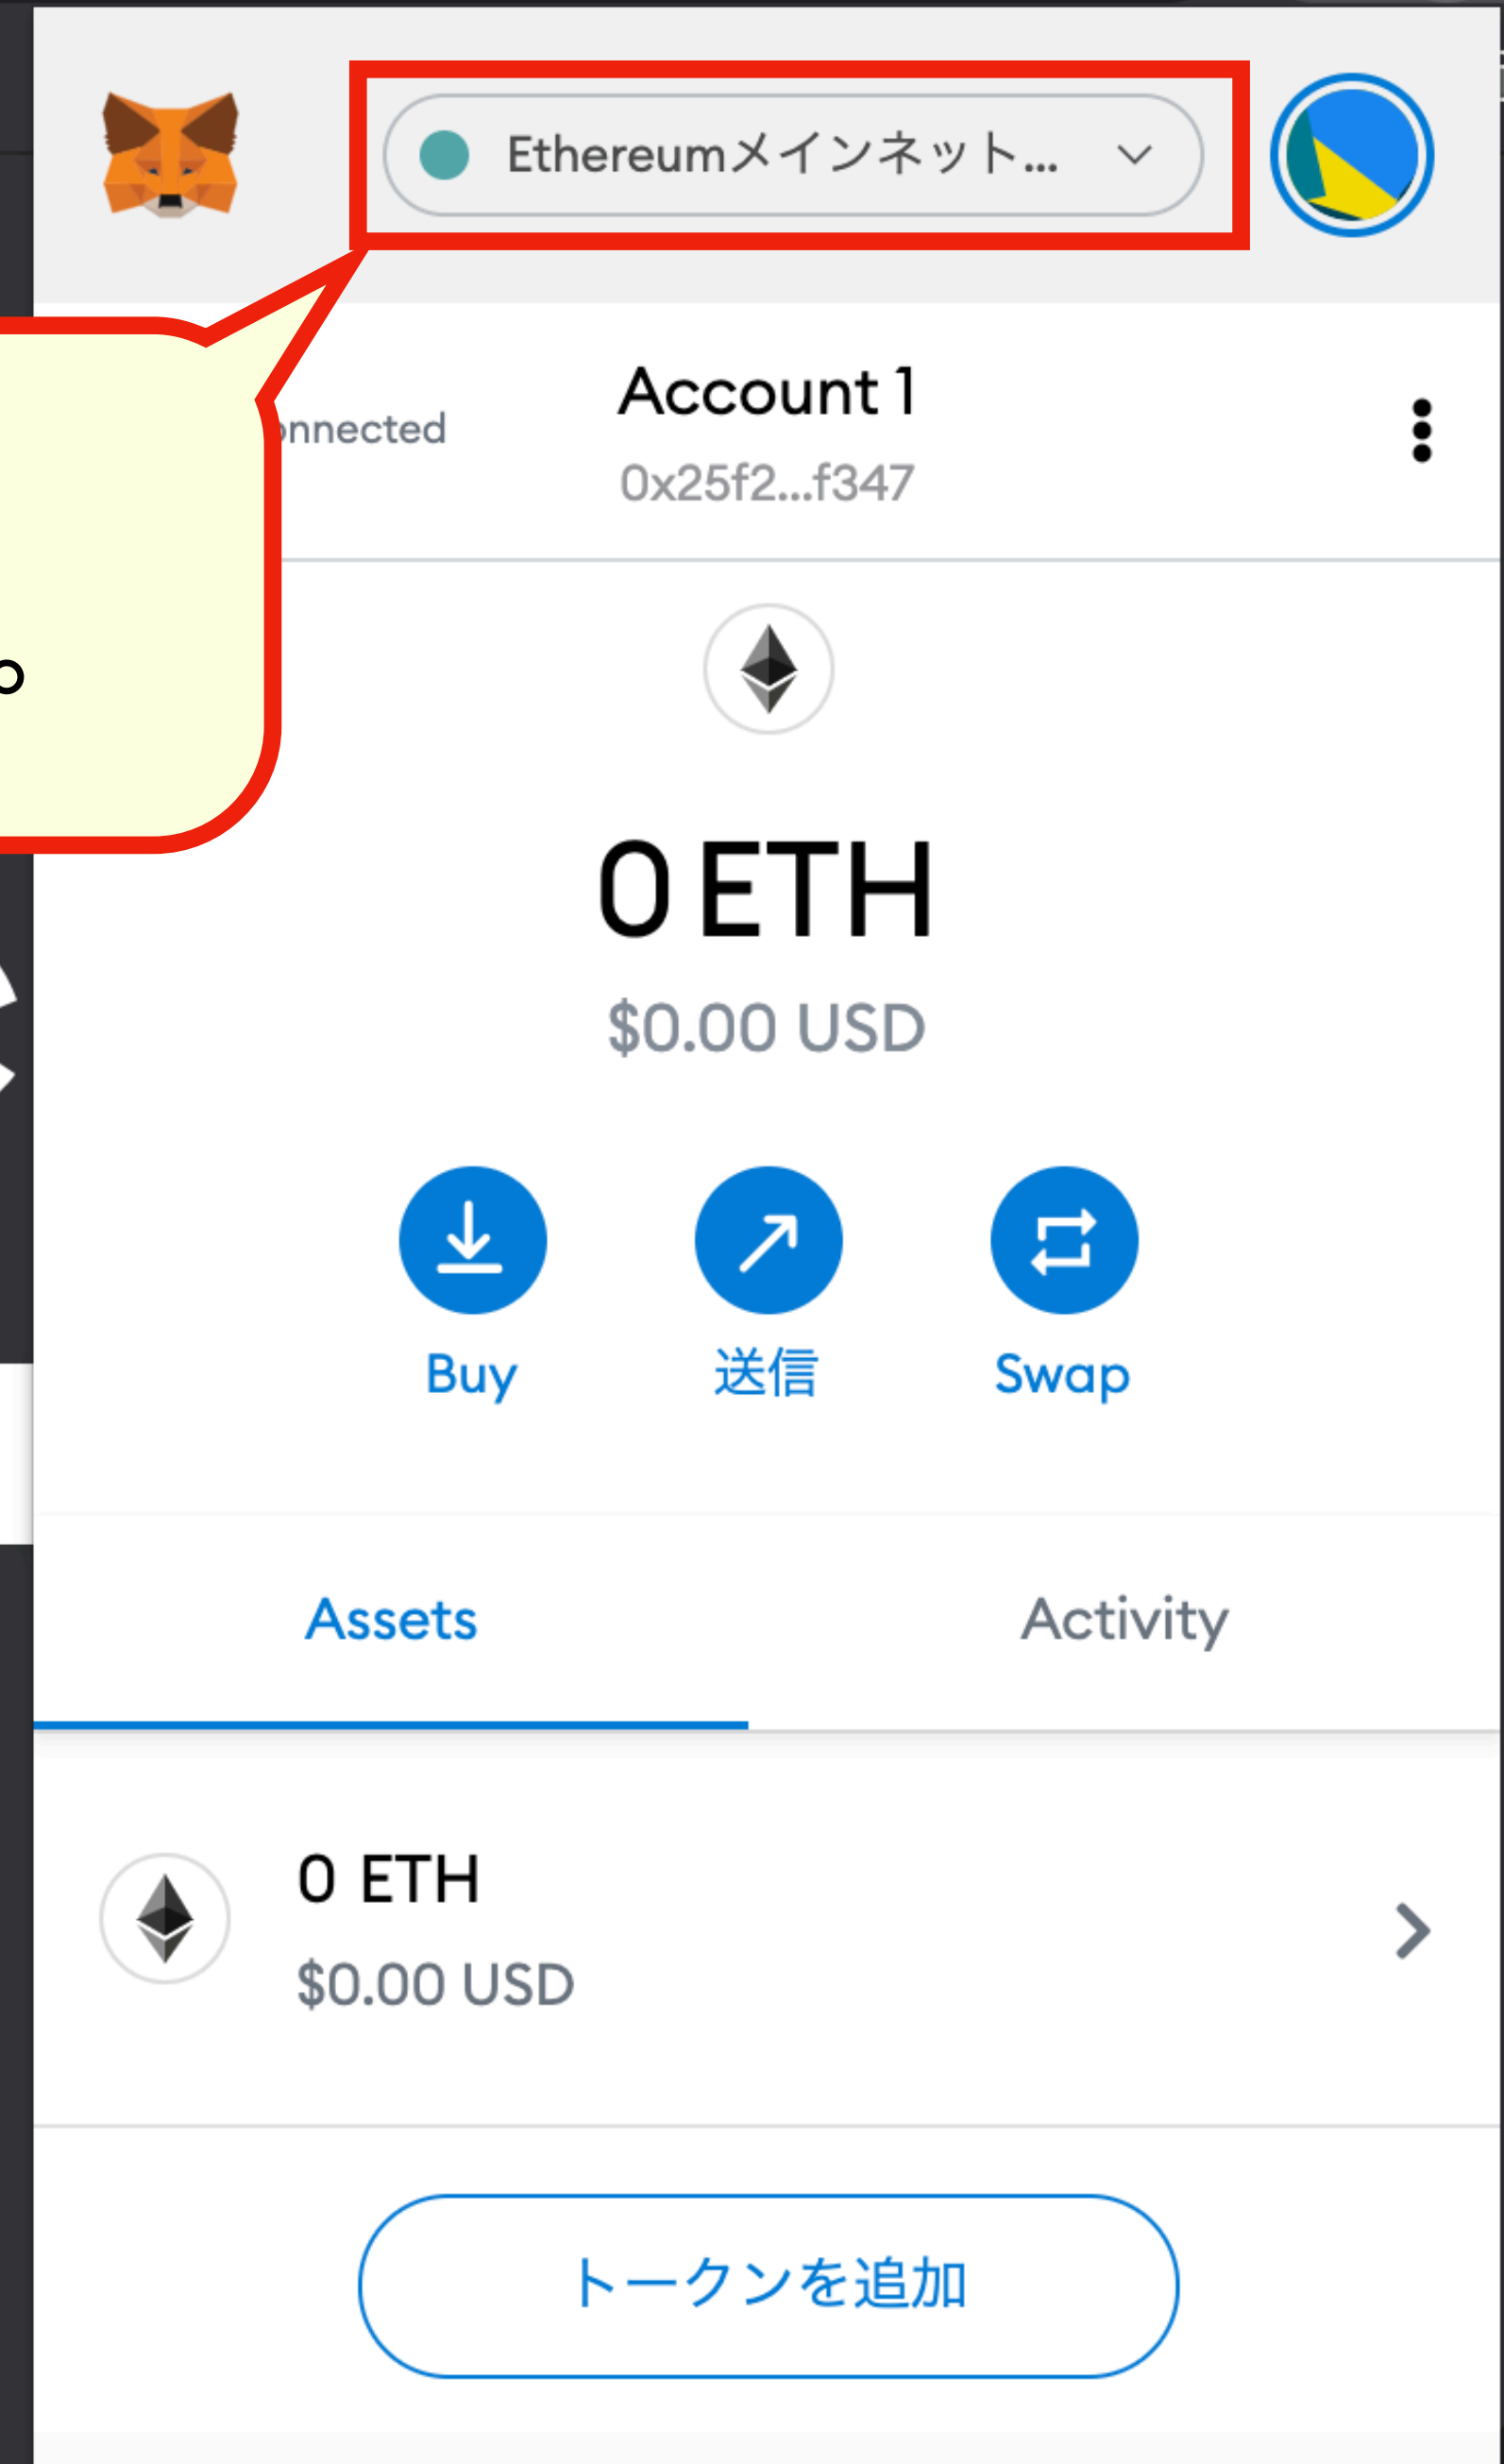 Ethereumメインネット...
Account 1
onnected
0x25f2...f347
0 ETH
$0.00 USD
Buy
送信
Swap
Assets
Activity
0 ETH
$0.00 USD
トークンを追加